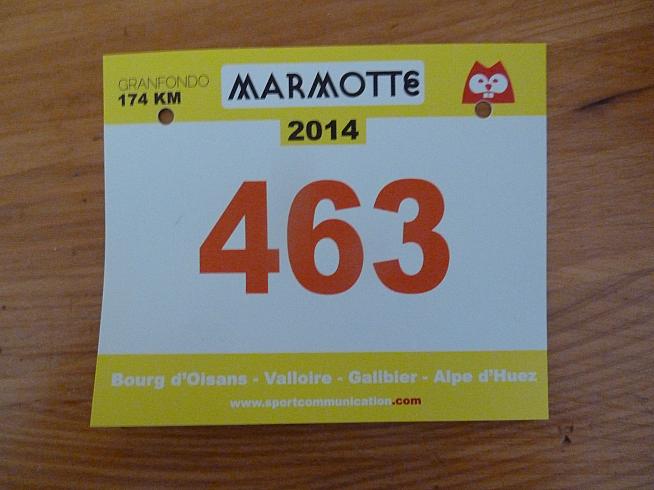 GRANFONDO
174 KM
MARMOTTE
2014
463
Bourg d'Oisans - Valloire - Galibier - Alpe d'Huez
www.sportcommunication.com